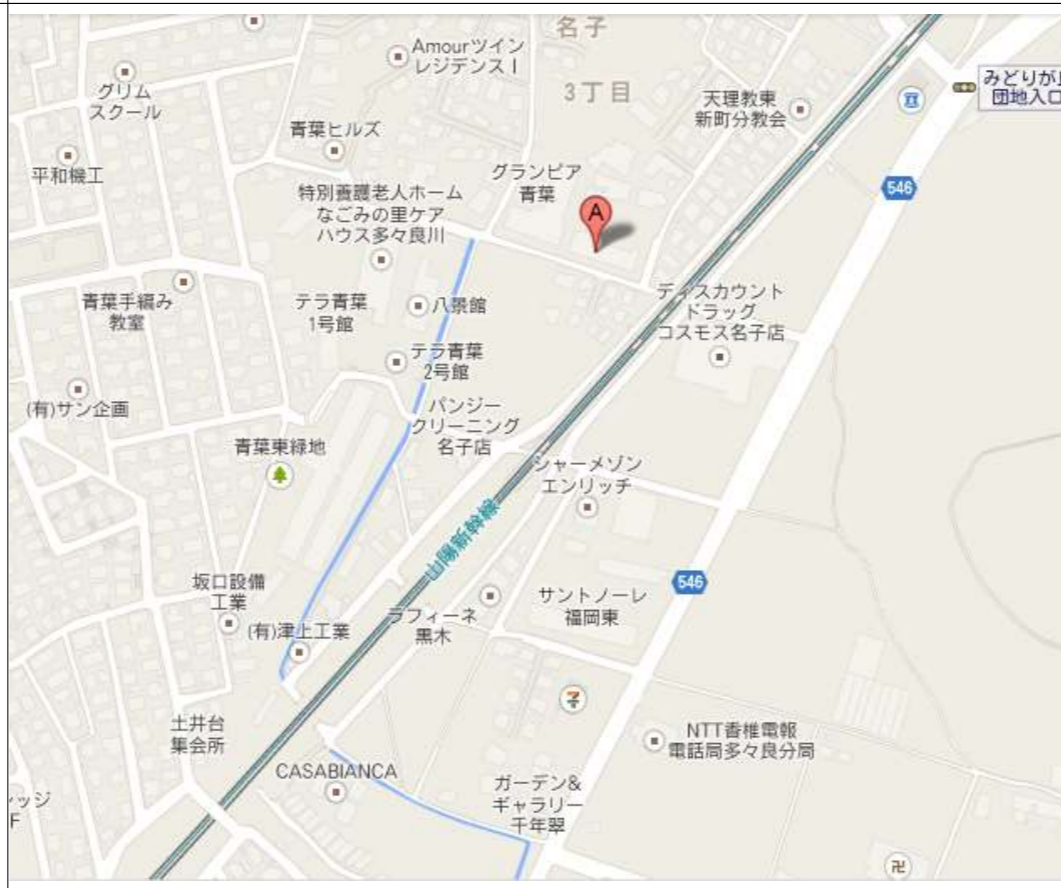 名子
3丁目
Amourツイン
レジデンスI
グリム
スクール
天理教東
新町分教会
みどりが
団地入口
青葉ヒルズ
平和機工
グランピア
青葉
A
546
特別養護老人ホーム
なごみの里ケア
ハウス多々良川
青葉手編み
教室
テラ青葉
1号館
八景館
ディスカウント
ドラッグ
コスモス名子店
テラ青葉
2号館
(有)サン企画
パンジー
クリーニング
名子店
青葉東緑地
シャーメゾン
エンリッチ
山陽新幹線
坂口設備
工業
(有)津上工業
ラフィーネ
黒木
サントノーレ
福岡東
546
土井台
集会所
NTT香椎電報
電話局多々良分局
CASABIANCA
ガーデン&
ギャラリー
千年翠
ッジ
F